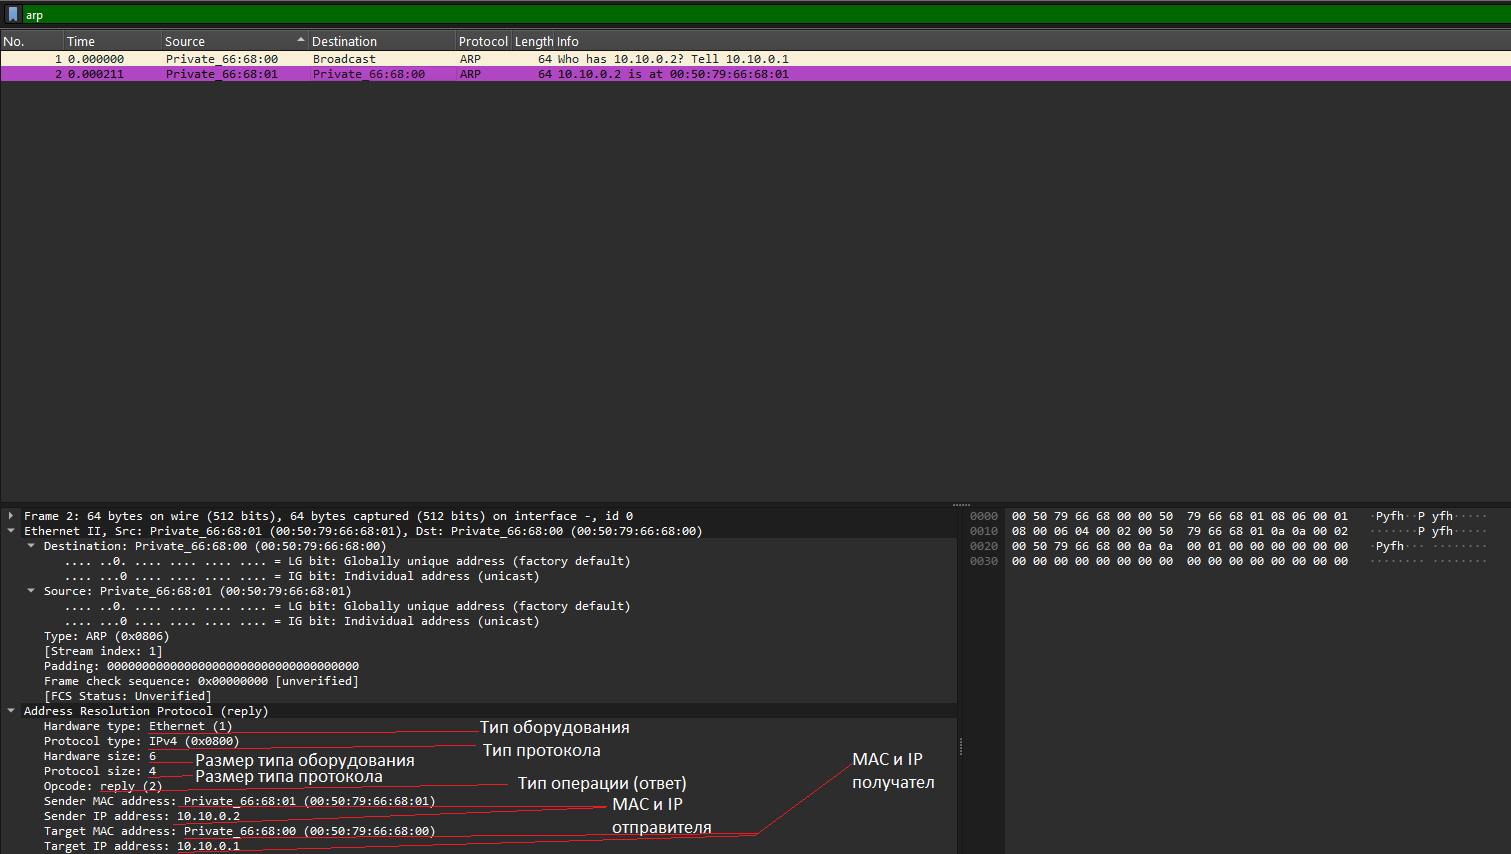 arp
No. Time Source Destination Protocol Length Info
1 0.000000 Private_66:68:00 Broadcast ARP 64 Who has 10.10.0.2? Tell 10.10.0.1
2 0.000211 Private_66:68:01 Private_66:68:00 ARP 64 10.10.0.2 is at 00:50:79:66:68:01
Frame 2: 64 bytes on wire (512 bits), 64 bytes captured (512 bits) on interface -, id 0
Ethernet II, Src: Private_66:68:01 (00:50:79:66:68:01), Dst: Private_66:68:00 (00:50:79:66:68:00)
Destination: Private_66:68:00 (00:50:79:66:68:00)
.... ..0. .... .... .... .... = LG bit: Globally unique address (factory default)
.... ...0 .... .... .... .... = IG bit: Individual address (unicast)
Source: Private_66:68:01 (00:50:79:66:68:01)
.... ..0. .... .... .... .... = LG bit: Globally unique address (factory default)
.... ...0 .... .... .... .... = IG bit: Individual address (unicast)
Type: ARP (0x0806)
[Stream index: 1]
Padding: 000000000000000000000000000000000000
Frame check sequence: 0x00000000 [unverified]
[FCS Status: Unverified]
Address Resolution Protocol (reply)
Hardware type: Ethernet (1)
Тип оборудования
Protocol type: IPv4 (0x0800)
Тип протокола
Hardware size: 6
Размер типа оборудования
Protocol size: 4
Размер типа протокола
Opcode: reply (2)
Тип операции (ответ)
Sender MAC address: Private_66:68:01 (00:50:79:66:68:01)
Sender IP address: 10.10.0.2
MAC и IP
отправителя
Target MAC address: Private_66:68:00 (00:50:79:66:68:00)
Target IP address: 10.10.0.1
MAC и IP
получател
0000 00 50 79 66 68 00 00 50 79 66 68 01 08 06 00 01 ·Pyfh··P yfh·····
0010 08 00 06 04 00 02 00 50 79 66 68 01 0a 0a 00 02 ·······P yfh·····
0020 00 50 79 66 68 00 0a 0a 00 01 00 00 00 00 00 00 ·Pyfh··· ········
0030 00 00 00 00 00 00 00 00 00 00 00 00 00 00 00 00 ········ ········